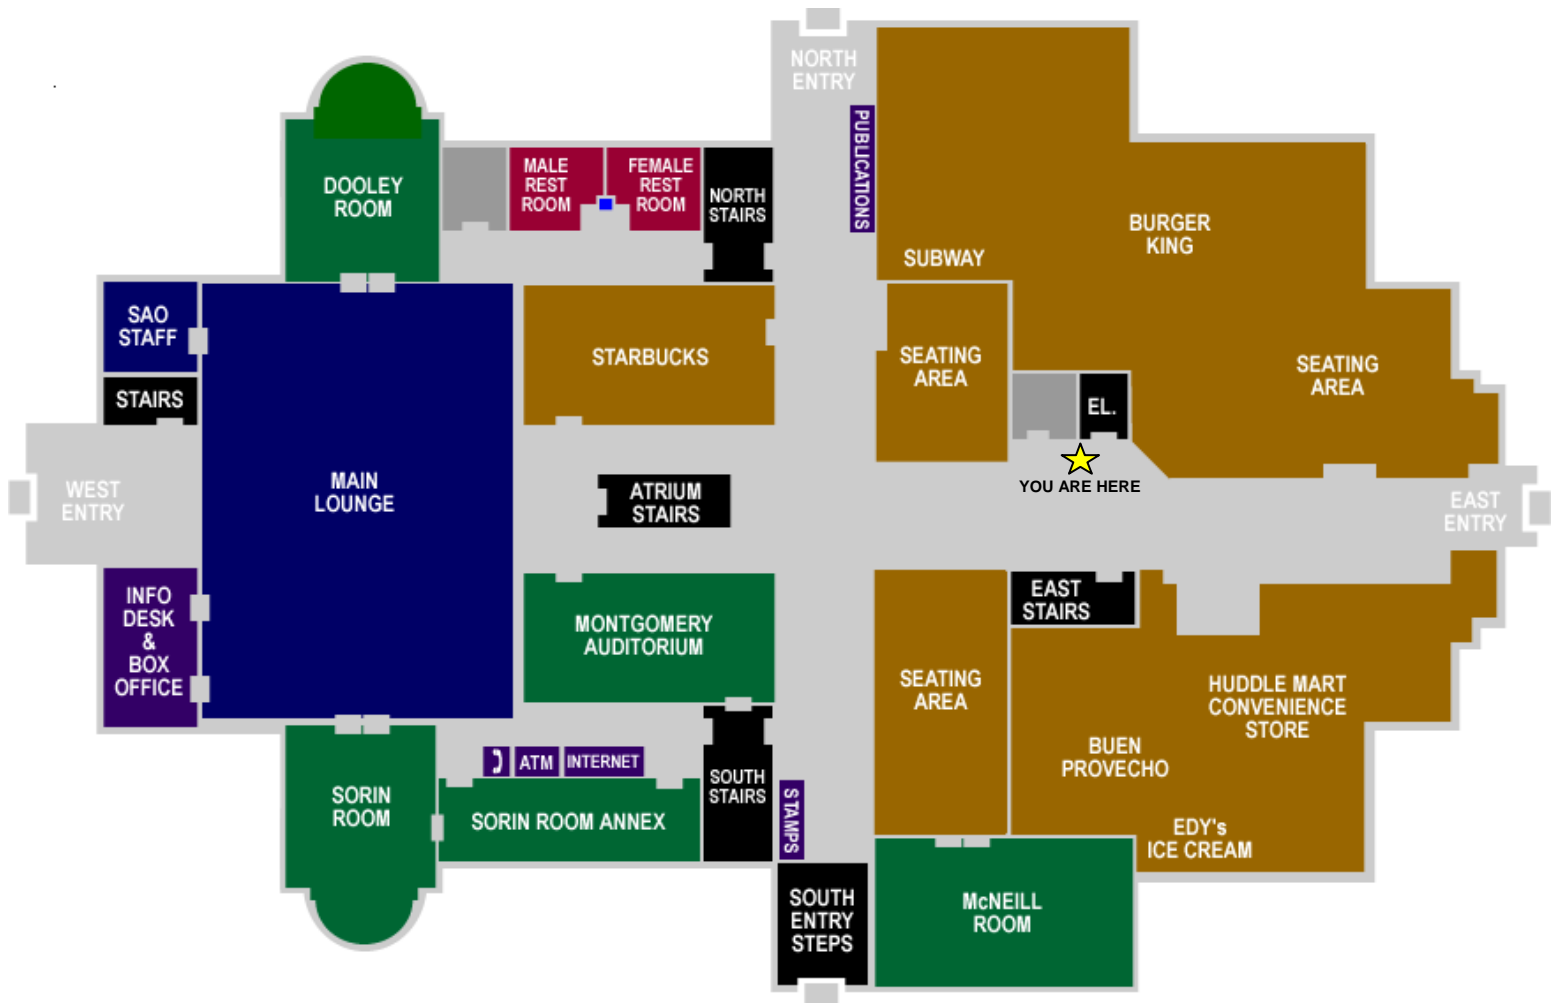 NORTH
ENTRY
PUBLICATIONS
DOOLEY
ROOM
MALE
REST
ROOM
FEMALE
REST
ROOM
NORTH
STAIRS
SUBWAY
BURGER
KING
SAO
STAFF
STARBUCKS
SEATING
AREA
SEATING
AREA
STAIRS
EL.
WEST
ENTRY
MAIN
LOUNGE
ATRIUM
STAIRS
YOU ARE HERE
EAST
ENTRY
INFO
DESK
&
BOX
OFFICE
MONTGOMERY
AUDITORIUM
EAST
STAIRS
SEATING
AREA
HUDDLE MART
CONVENIENCE
STORE
BUEN
PROVECHO
ATM
INTERNET
SOUTH
STAIRS
STAMPS
SORIN
ROOM
SORIN ROOM ANNEX
EDY's
ICE CREAM
SOUTH
ENTRY
STEPS
McNEILL
ROOM